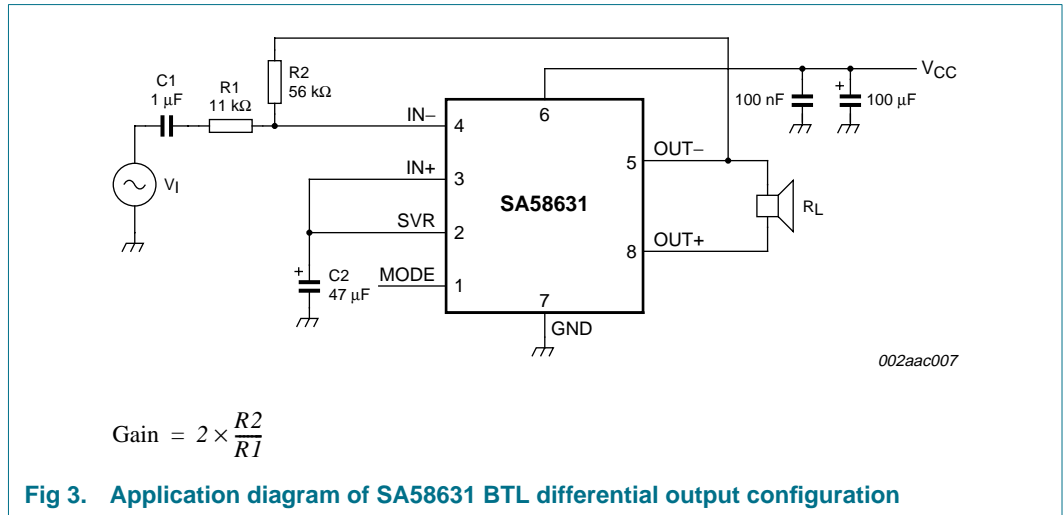 C1
1 μF
R1
11 kΩ
R2
56 kΩ
VI
IN−
4
IN+
3
SVR
2
C2
+
47 μF
MODE
1
SA58631
6
7
GND
5
OUT−
8
OUT+
RL
VCC
100 nF
+
100 μF
002aac007
Gain = 2 × R2/R1
Fig 3. Application diagram of SA58631 BTL differential output configuration